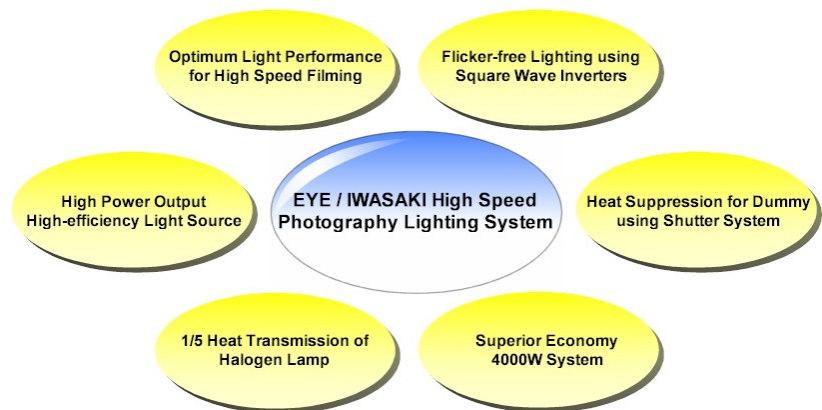 Optimum Light Performance
for High Speed Filming
Flicker-free Lighting using
Square Wave Inverters
High Power Output
High-efficiency Light Source
EYE / IWASAKI High Speed
Photography Lighting System
Heat Suppression for Dummy
using Shutter System
1/5 Heat Transmission of
Halogen Lamp
Superior Economy
4000W System